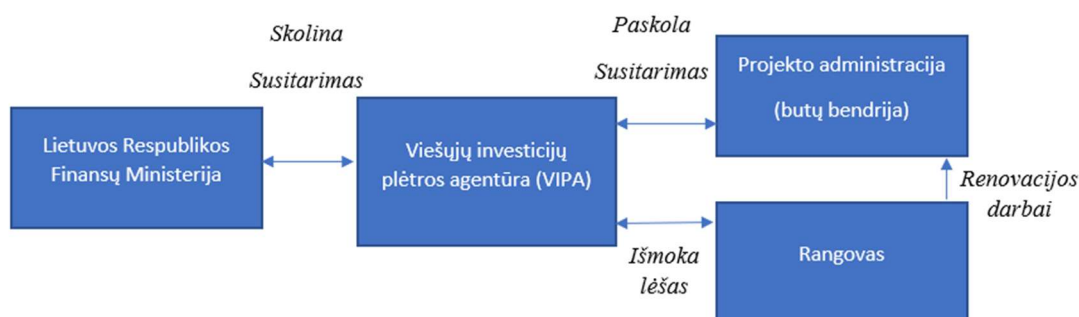 Skolina
Susitarimas
Paskola
Susitarimas
Lietuvos Respublikos
Finansų Ministerija
Viešųjų investicijų
plėtros agentūra (VIPA)
Projekto administracija
(butų bendrija)
Renovacijos
darbai
Išmoka
lėšas
Rangovas